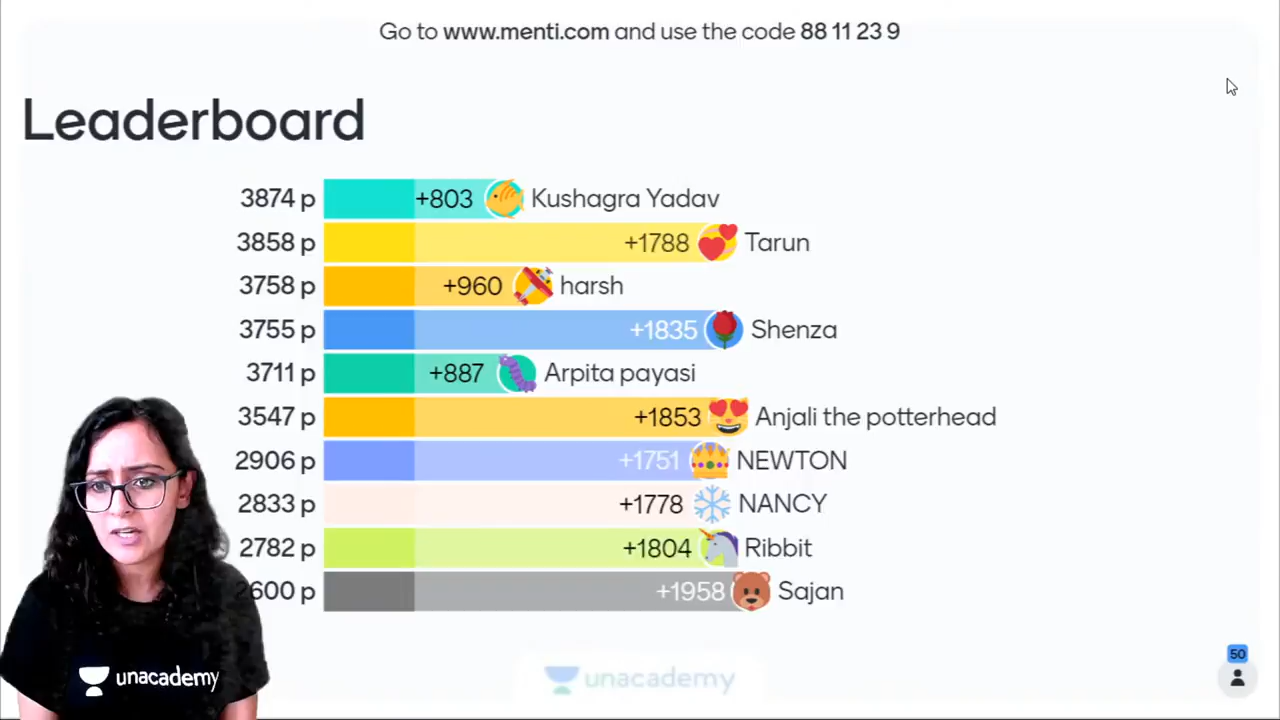 Go to www.menti.com and use the code 88 11 23 9
Leaderboard
3874 p +803 Kushagra Yadav
3858 p +1788 Tarun
3758 p +960 harsh
3755 p +1835 Shenza
3711 p +887 Arpita payasi
3547 p +1853 Anjali the potterhead
2906 p +1751 NEWTON
2833 p +1778 NANCY
2782 p +1804 Ribbit
2600 p +1958 Sajan
50
unacademy
unacademy